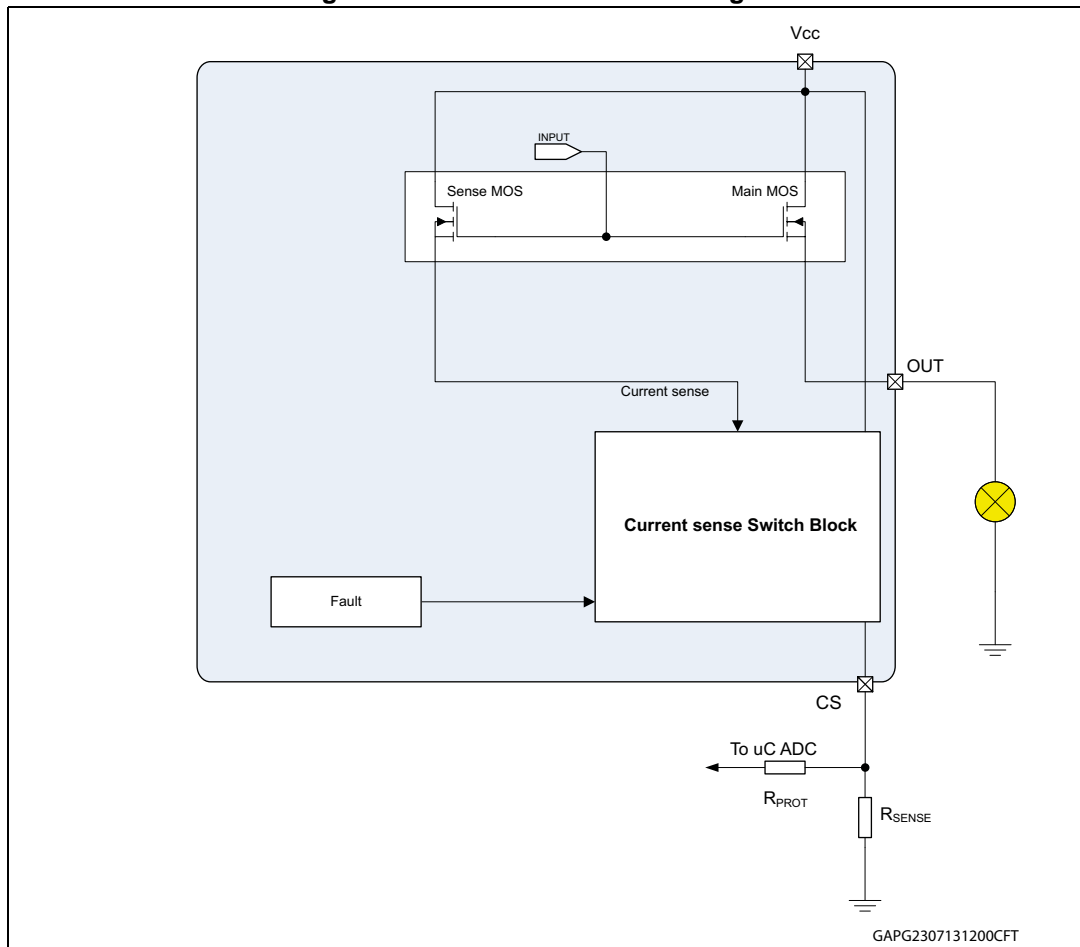 Vcc
INPUT
Sense MOS
Main MOS
OUT
Current sense
Current sense Switch Block
Fault
CS
To uC ADC
RPROT
RSENSE
GAPG2307131200CFT